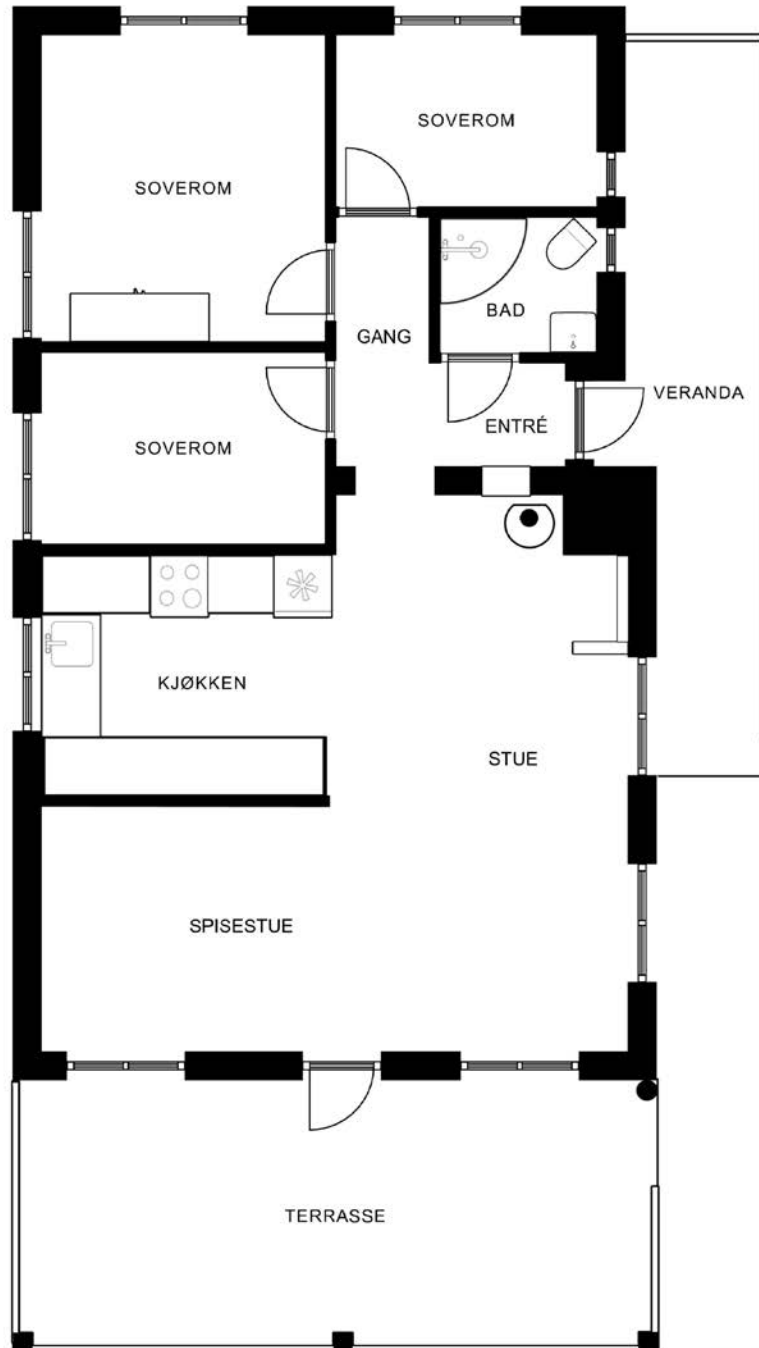 SOVEROM
SOVEROM
BAD
GANG
VERANDA
ENTRÉ
SOVEROM
KJØKKEN
STUE
SPISESTUE
TERRASSE